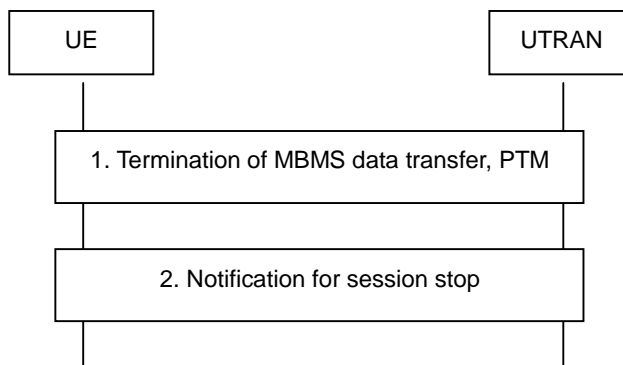 UE
UTRAN
1. Termination of MBMS data transfer, PTM
2. Notification for session stop